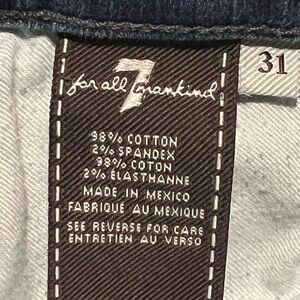 7
for all mankind
31
98% COTTON
2% SPANDEX
98% COTON
2% ÉLASTHANNE
MADE IN MEXICO
FABRIQUÉ AU MEXIQUE
SEE REVERSE FOR CARE
ENTRETIEN AU VERSO